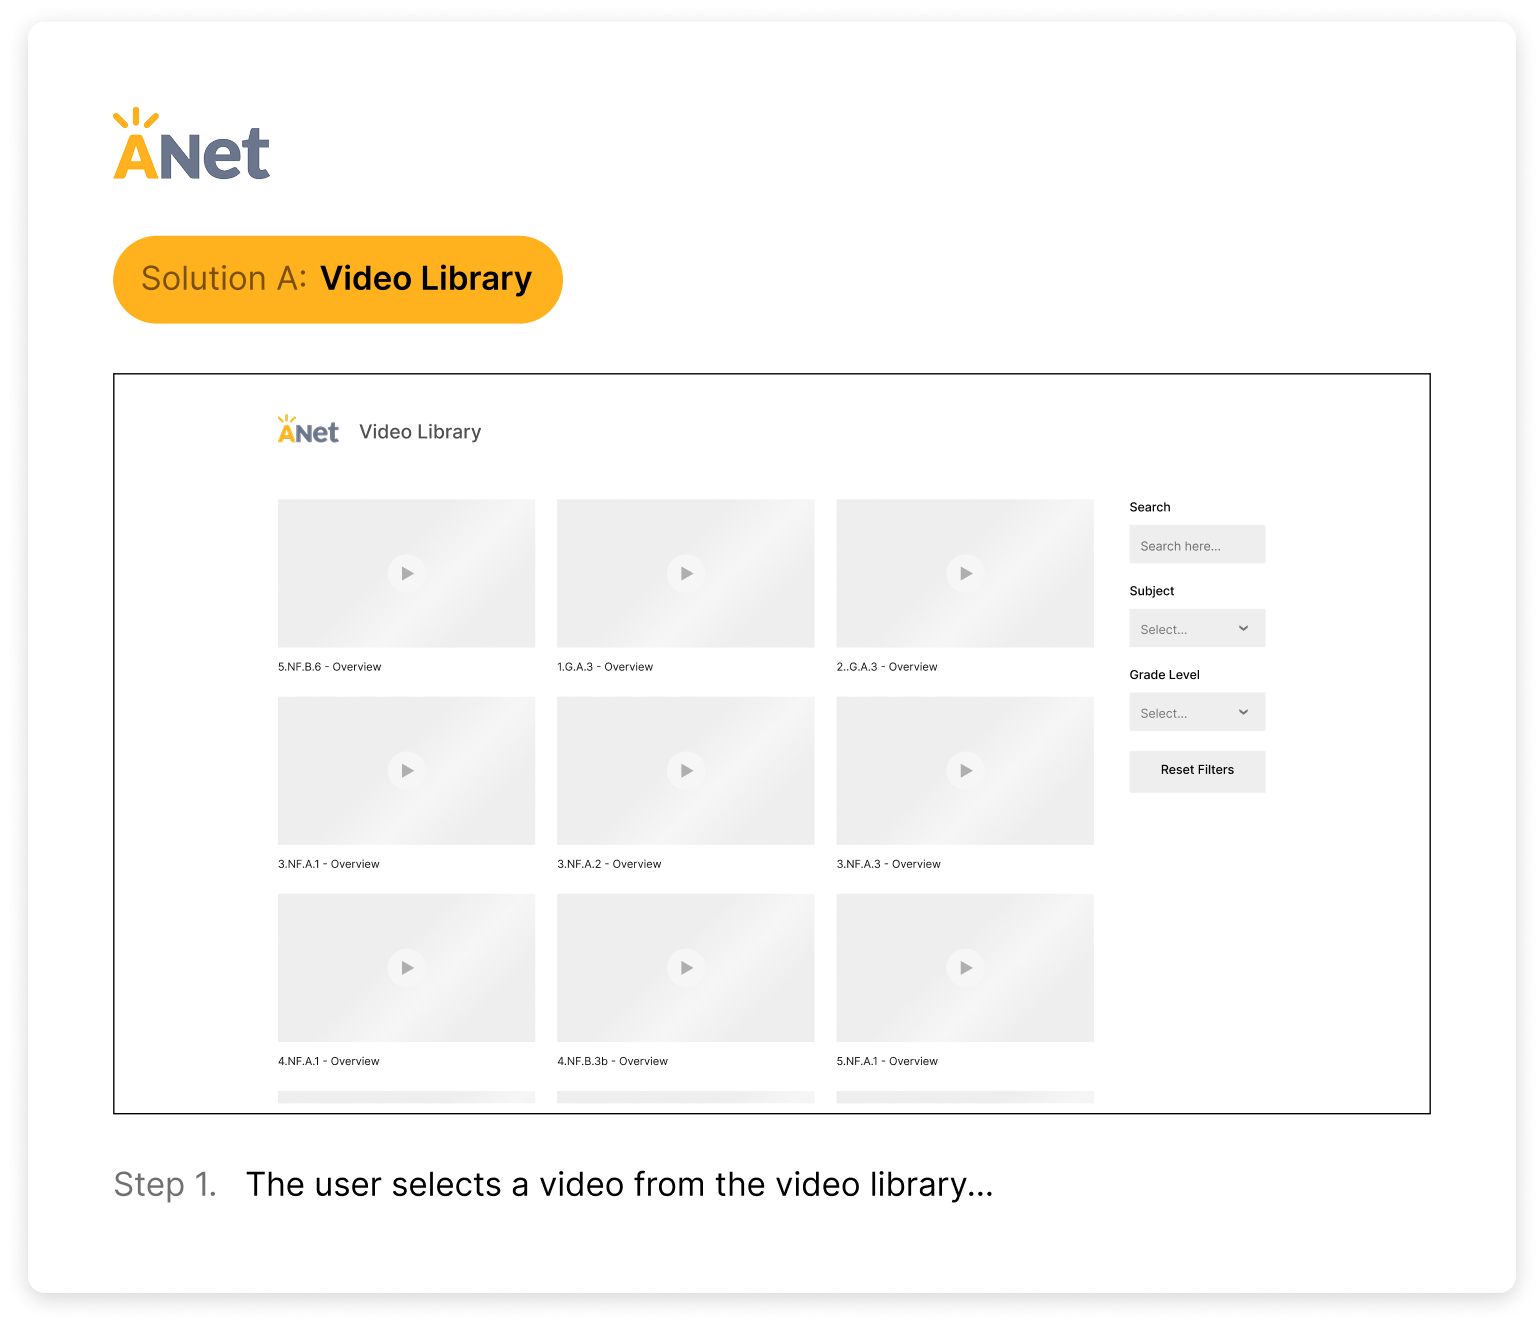 ANet
Solution A: Video Library
ANet Video Library
Search
Search here...
Subject
Select...
Grade Level
Select...
Reset Filters
5.NF.B.6 - Overview
1.G.A.3 - Overview
2..G.A.3 - Overview
3.NF.A.1 - Overview
3.NF.A.2 - Overview
3.NF.A.3 - Overview
4.NF.A.1 - Overview
4.NF.B.3b - Overview
5.NF.A.1 - Overview
Step 1. The user selects a video from the video library...